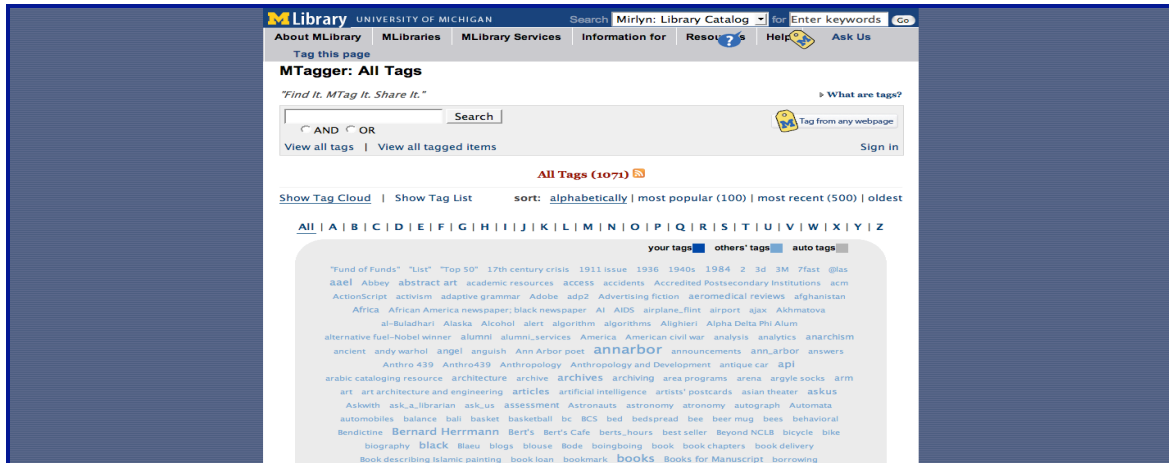 M Library UNIVERSITY OF MICHIGAN Search Mirlyn: Library Catalog for Enter keywords Go
About MLibrary MLibraries MLibrary Services Information for Help Ask Us
Tag this page
MTagger: All Tags
"Find It. MTag It. Share It." What are tags?
Search
M Tag from any webpage
AND OR
View all tags | View all tagged items Sign in
All Tags (1071)
Show Tag Cloud | Show Tag List sort: alphabetically | most popular (100) | most recent (500) | oldest
All | A | B | C | D | E | F | G | H | I | J | K | L | M | N | O | P | Q | R | S | T | U | V | W | X | Y | Z
your tags others' tags auto tags
"Fund of Funds" "List" "Top 50" 17th century crisis 1911 issue 1936 1940s 1984 2 3d 3M 7fast @las
aael Abbey abstract art academic resources access accidents Accredited Postsecondary Institutions acm
ActionScript activism adaptive grammar Adobe adp2 Advertising fiction aeromedical reviews afghanistan
Africa African America newspaper; black newspaper AI AIDS airplane_flint airport ajax Akhmatova
al-Buladhari Alaska Alcohol alert algorithm algorithms Alighieri Alpha Delta Phi Alum
alternative fuel-Nobel winner alumni alumni_services America American civil war analysis analytics anarchism
ancient andy warhol angel anguish Ann Arbor poet annarbor announcements ann_arbor answers
Anthro 439 Anthro439 Anthropology Anthropology and Development antique car api
arabic cataloging resource architecture archive archives archiving area programs arena argyle socks arm
art art architecture and engineering articles artificial intelligence artists' postcards asian theater askus
Askwith ask_a_librarian ask_us assessment Astronauts astronomy atronomy autograph Automata
automobiles balance bali basket basketball bc BCS bed bedspread bee beer mug bees behavioral
Bendictine Bernard Herrmann Bert's Bert's Cafe berts_hours best seller Beyond NCLB bicycle bike
biography black Blaeu blogs blouse Bode boingboing book book chapters book delivery
Book describing Islamic painting book loan bookmark books Books for Manuscript borrowing